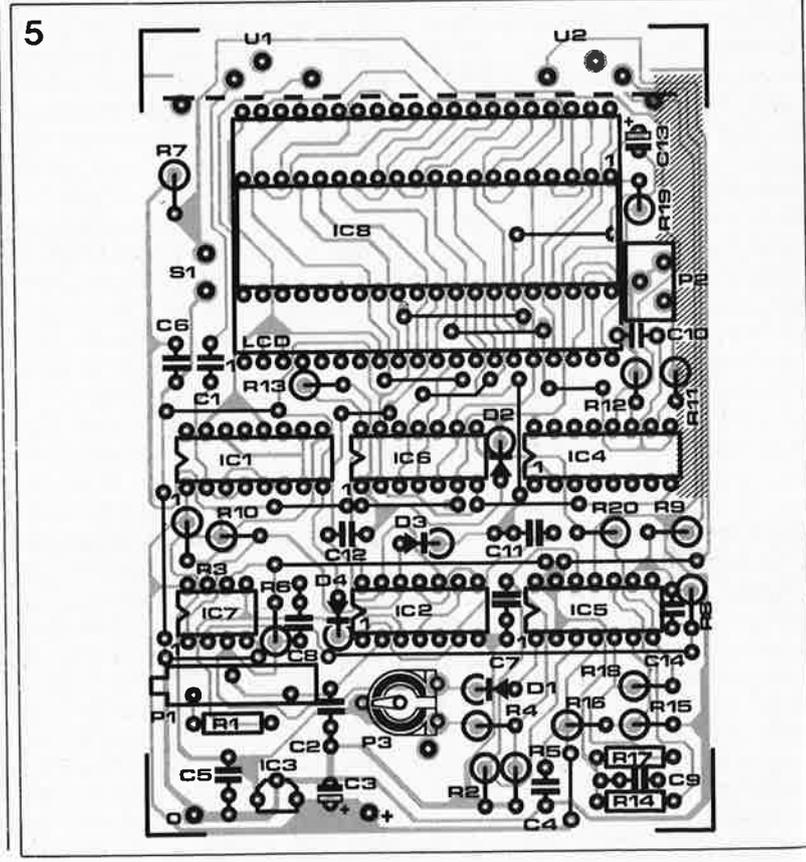 5
U1
U2
R7
+
C13
1
R19
IC8
S1
P2
C6
C10
LCD
1
C1
R13
R12
R11
D2
IC1
IC6
IC4
1
1
1
R10
D3
R20
R9
C12
C11
R3
R6
D4
IC7
IC2
IC5
R8
1
1
1
C8
C7
C14
R18
D1
P1
R1
R4
R16
R15
C2
P3
R5
R17
C5
IC3
C3
R2
C9
R14
0
+
+
C4